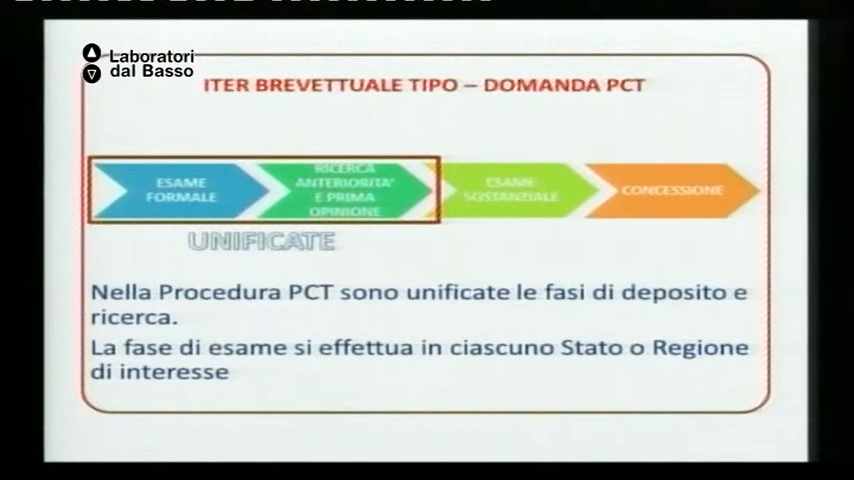 Laboratori
dal Basso
ITER BREVETTUALE TIPO – DOMANDA PCT
ESAME
FORMALE
RICERCA
ANTERIORITA'
E PRIMA
OPINIONE
ESAME
SOSTANZIALE
CONCESSIONE
UNIFICATE
Nella Procedura PCT sono unificate le fasi di deposito e
ricerca.
La fase di esame si effettua in ciascuno Stato o Regione
di interesse